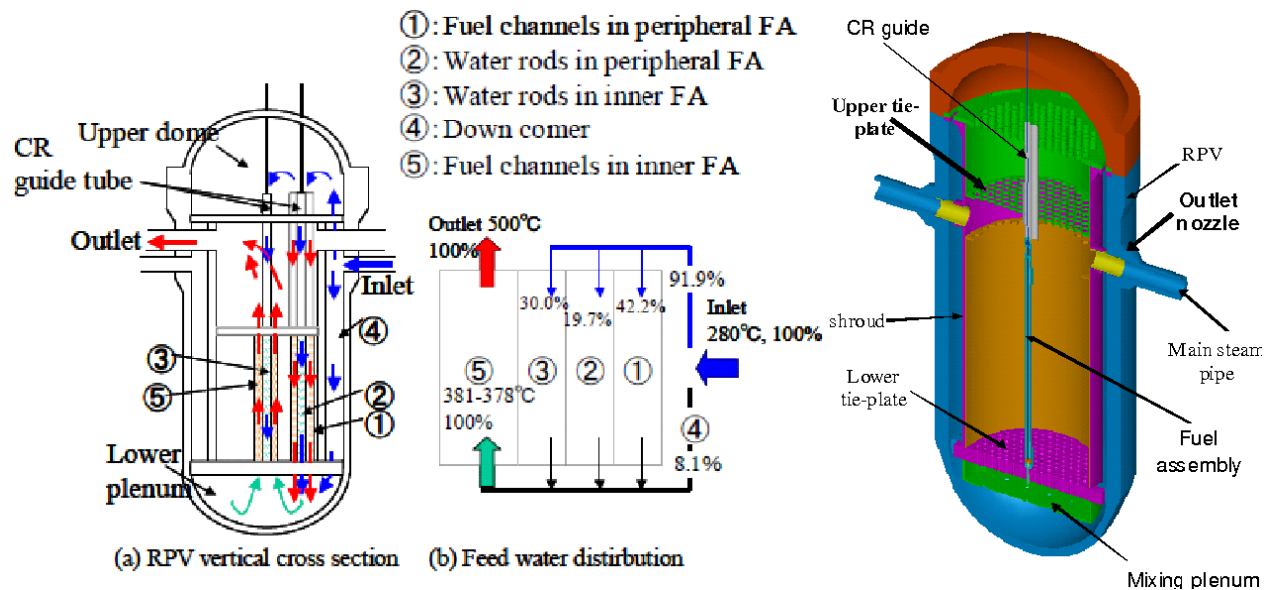 ①: Fuel channels in peripheral FA
②: Water rods in peripheral FA
③: Water rods in inner FA
④: Down comer
⑤: Fuel channels in inner FA
Upper dome
CR
guide tube
Outlet
Inlet
④
③
⑤
②
①
Lower
plenum
(a) RPV vertical cross section
Outlet 500°C
100%
91.9%
30.0%
19.7%
42.2%
Inlet
280°C, 100%
⑤
③
②
①
381-378°C
100%
④
8.1%
(b) Feed water distirbution
CR guide
Upper tie-
plate
RPV
Outlet
nozzle
shroud
Main steam
pipe
Lower
tie-plate
Fuel
assembly
Mixing plenum